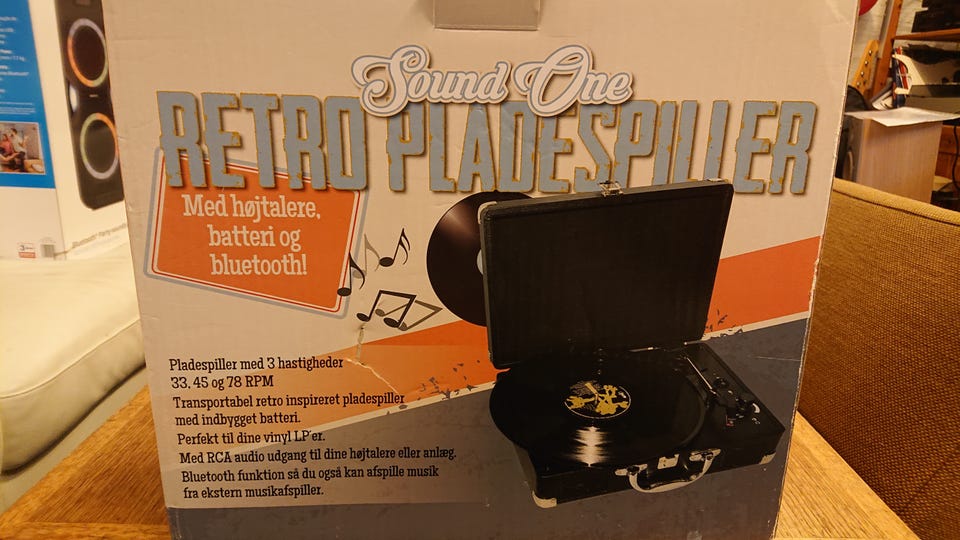 Sound One
RETRO PLADESPILLER
Med højtalere,
batteri og
bluetooth!
Pladespiller med 3 hastigheder
33, 45 og 78 RPM
Transportabel retro inspireret pladespiller
med indbygget batteri.
Perfekt til dine vinyl LP'er.
Med RCA audio udgang til dine højtalere eller anlæg.
Bluetooth funktion så du også kan afspille musik
fra ekstern musikafspiller.